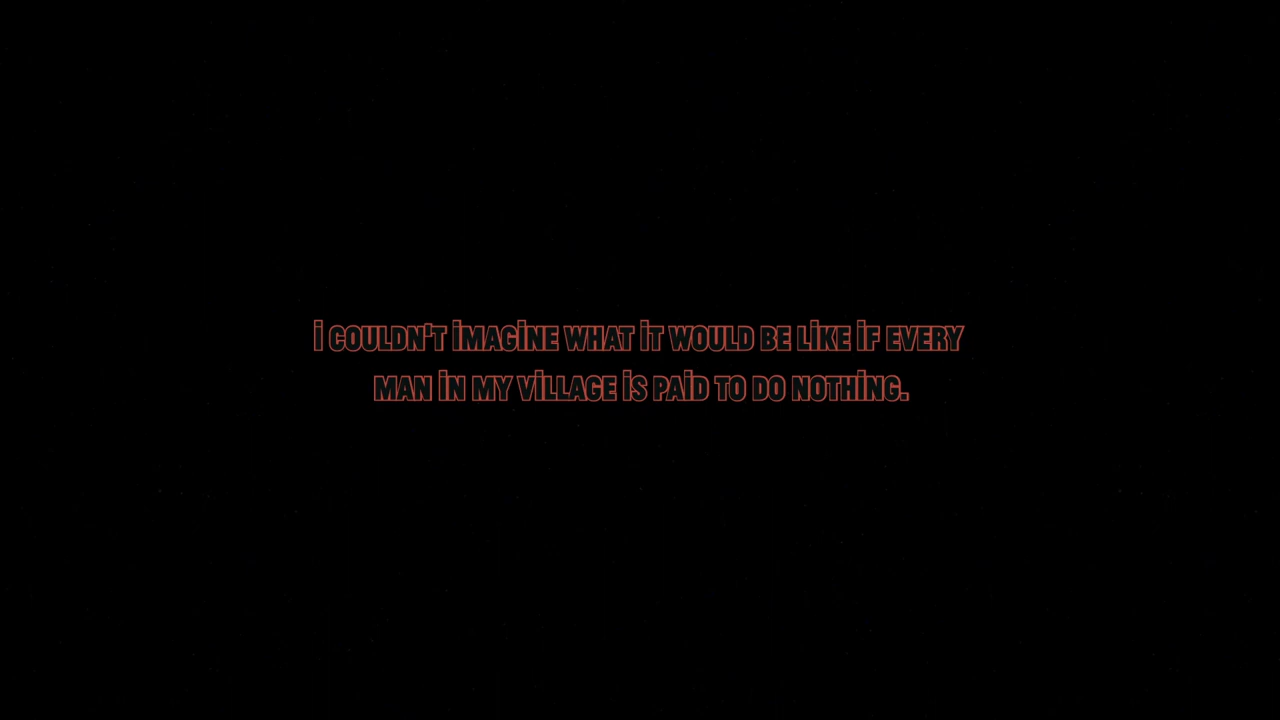 i COULDN'T iMAGiNE WHAT iT WOULD BE LiKE iF EVERY
MAN iN MY ViLLAGE iS PAiD TO DO NOTHiNG.